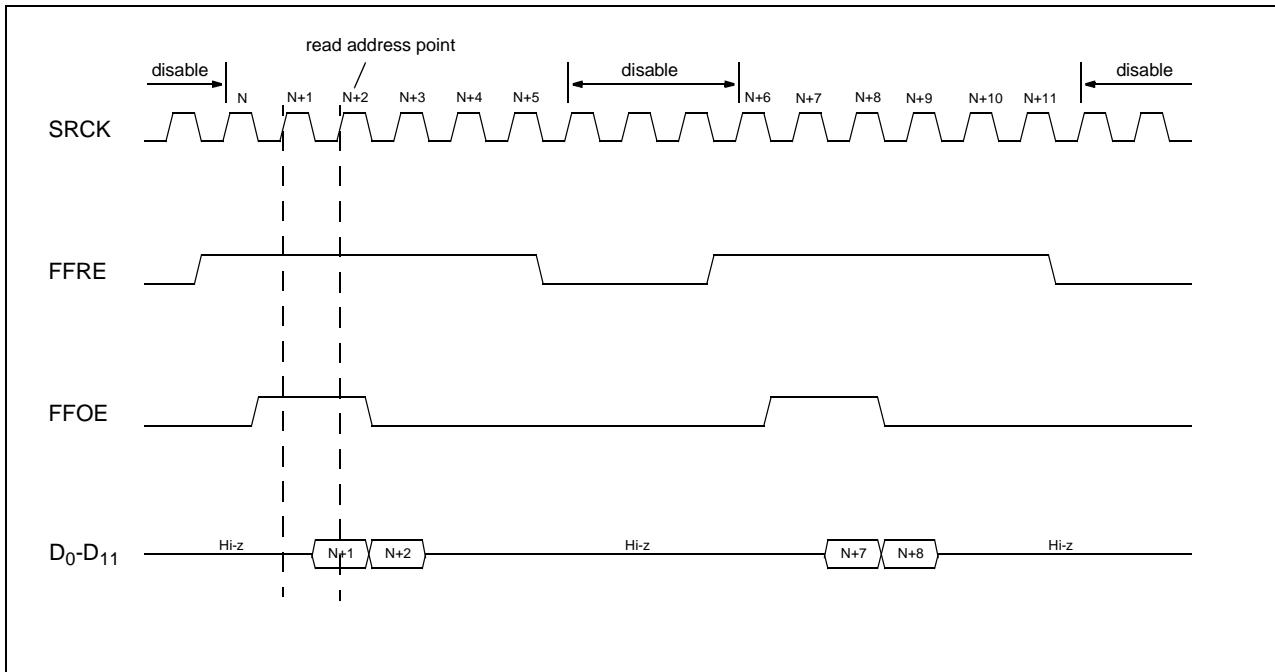 read address point
disable
disable
disable
N
N+1
N+2
N+3
N+4
N+5
N+6
N+7
N+8
N+9
N+10
N+11
SRCK
FFRE
FFOE
D0-D11
Hi-z
N+1
N+2
Hi-z
N+7
N+8
Hi-z